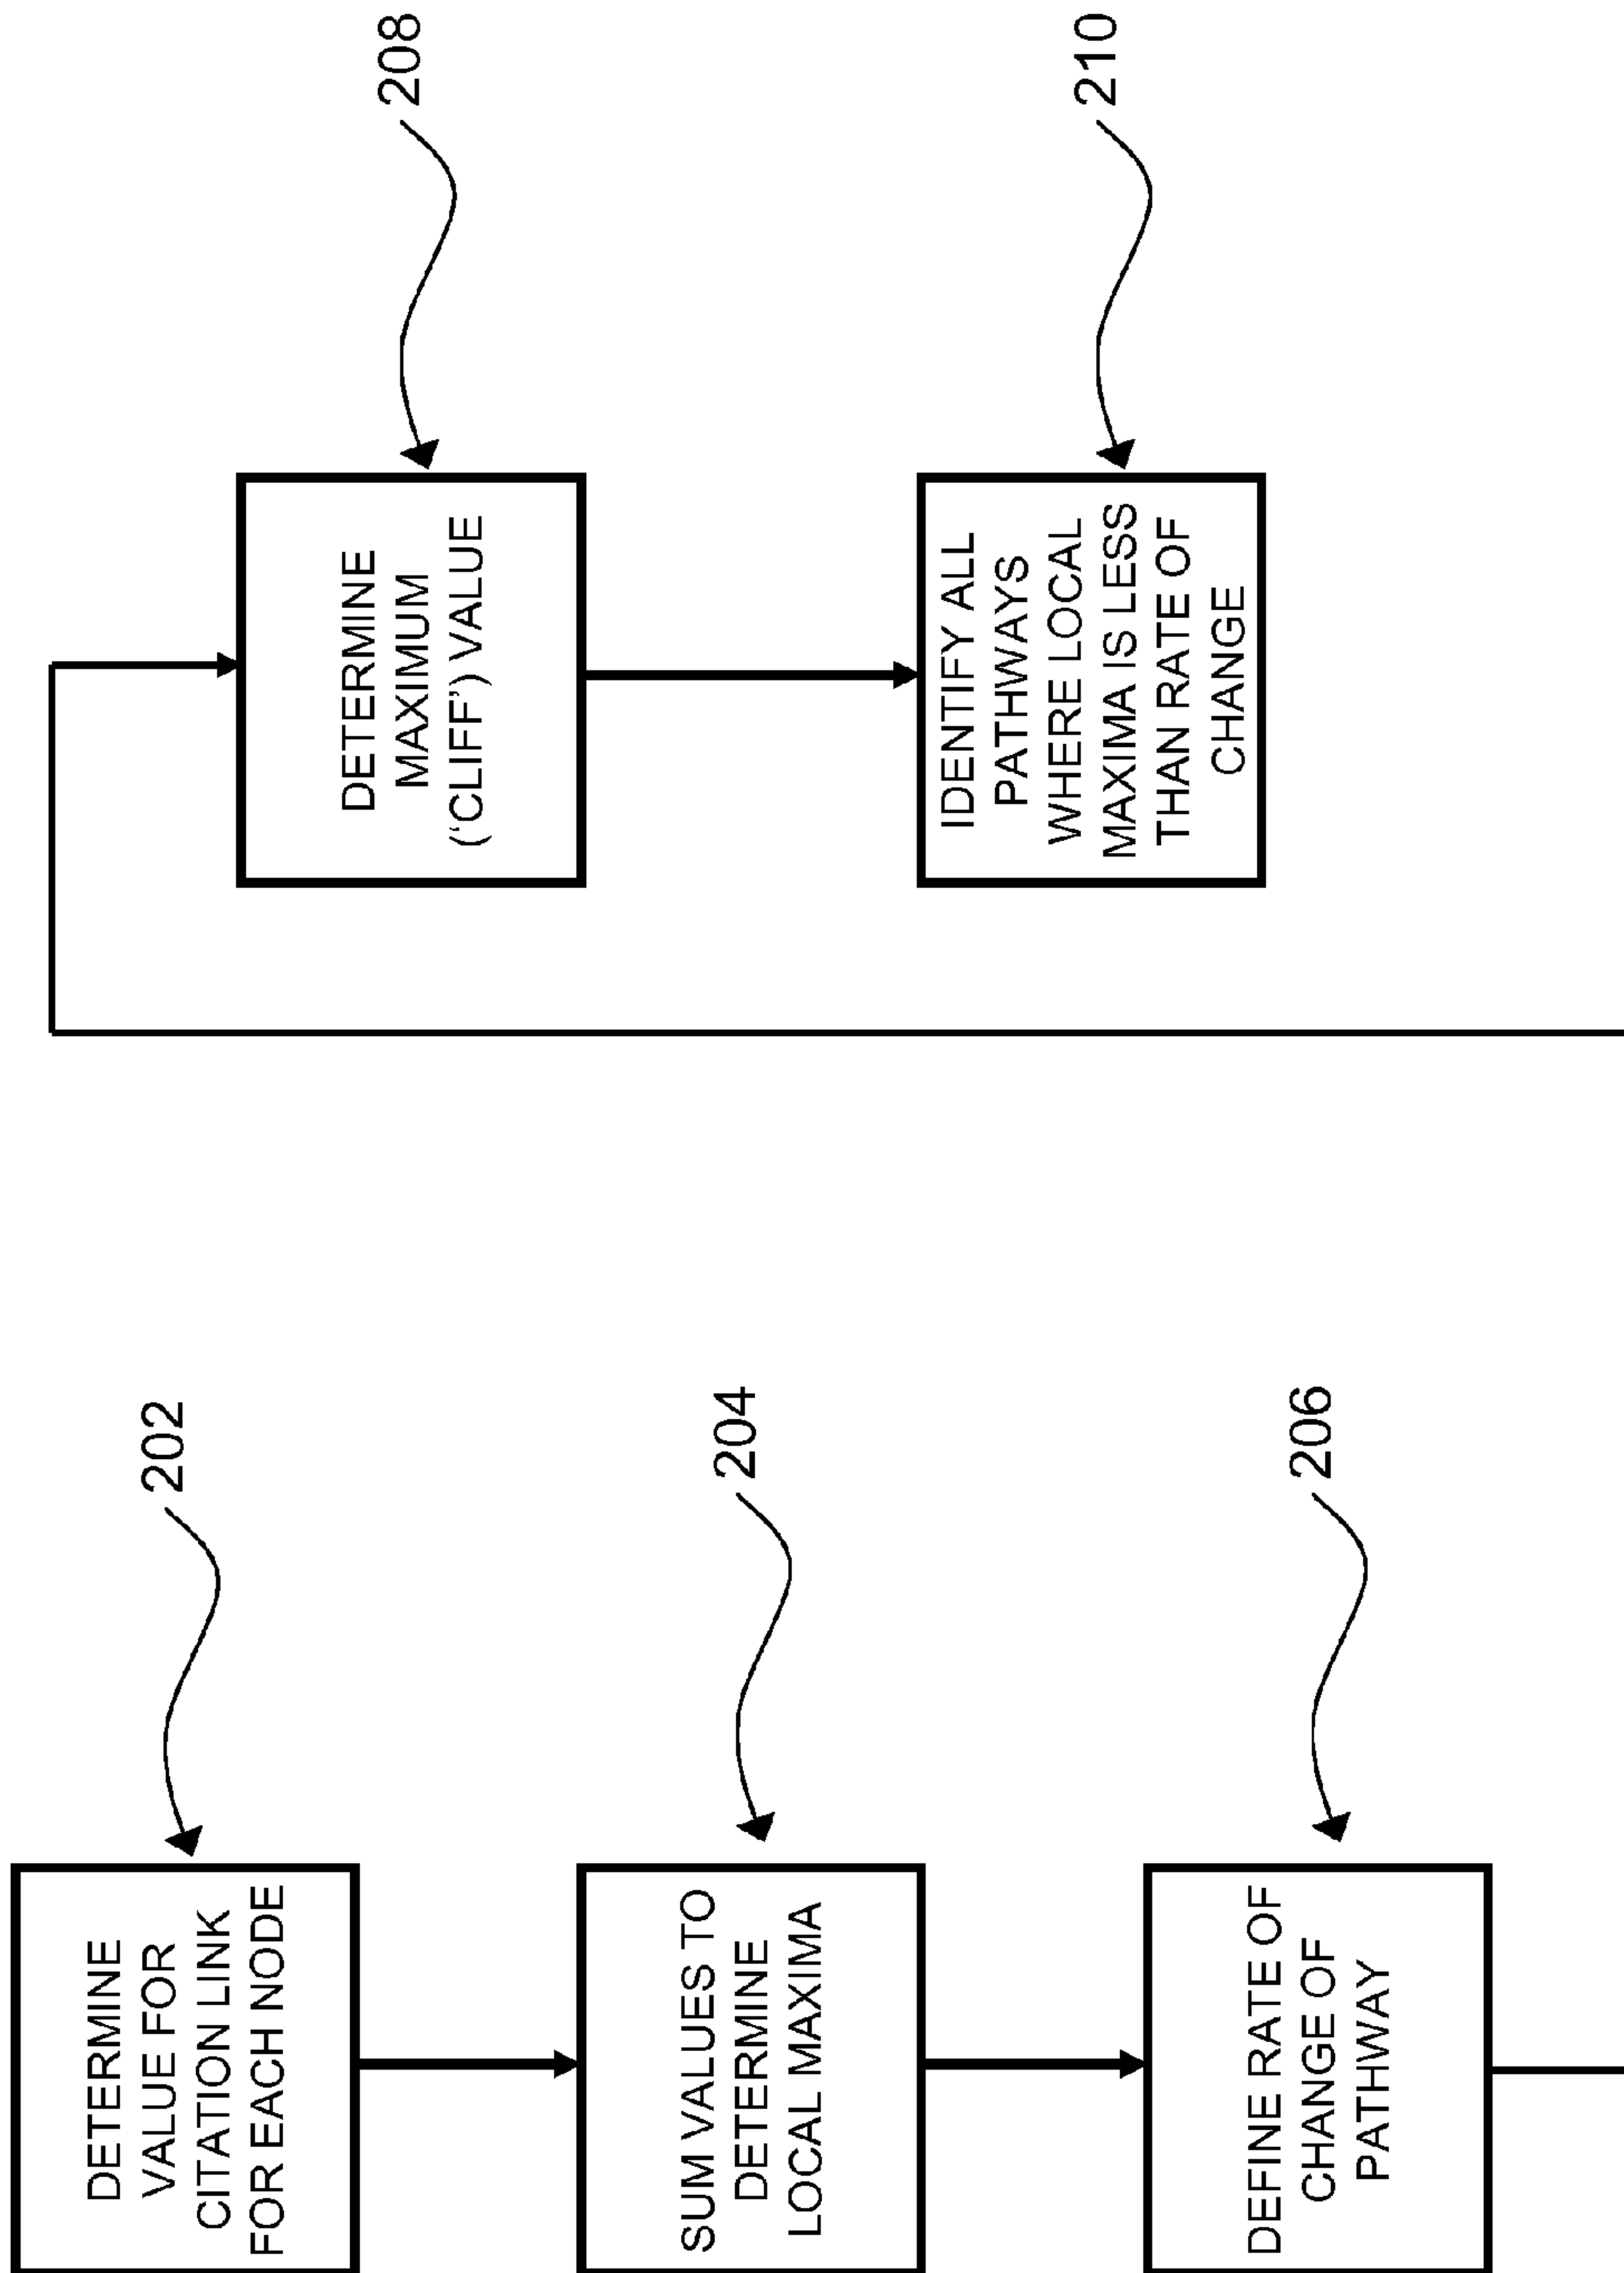 DETERMINE
VALUE FOR
CITATION LINK
FOR EACH NODE
202
SUM VALUES TO
DETERMINE
LOCAL MAXIMA
204
DEFINE RATE OF
CHANGE OF
PATHWAY
206
DETERMINE
MAXIMUM
(‘CLIFF’) VALUE
208
IDENTIFY ALL
PATHWAYS
WHERE LOCAL
MAXIMA IS LESS
THAN RATE OF
CHANGE
210